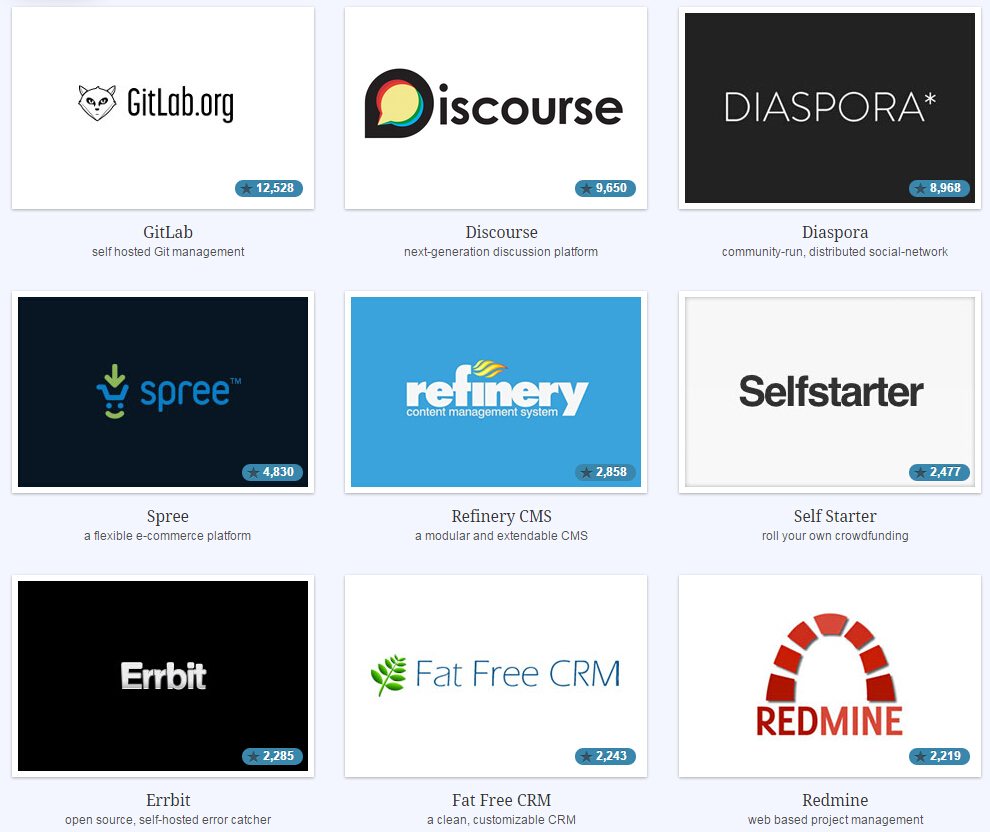 GitLab.org
★ 12,528
GitLab
self hosted Git management
Discourse
★ 9,650
Discourse
next-generation discussion platform
DIASPORA*
★ 8,968
Diaspora
community-run, distributed social-network
spree™
★ 4,830
Spree
a flexible e-commerce platform
refinery
content management system
★ 2,858
Refinery CMS
a modular and extendable CMS
Selfstarter
★ 2,477
Self Starter
roll your own crowdfunding
Errbit
★ 2,285
Errbit
open source, self-hosted error catcher
Fat Free CRM
★ 2,243
Fat Free CRM
a clean, customizable CRM
REDMINE
★ 2,219
Redmine
web based project management